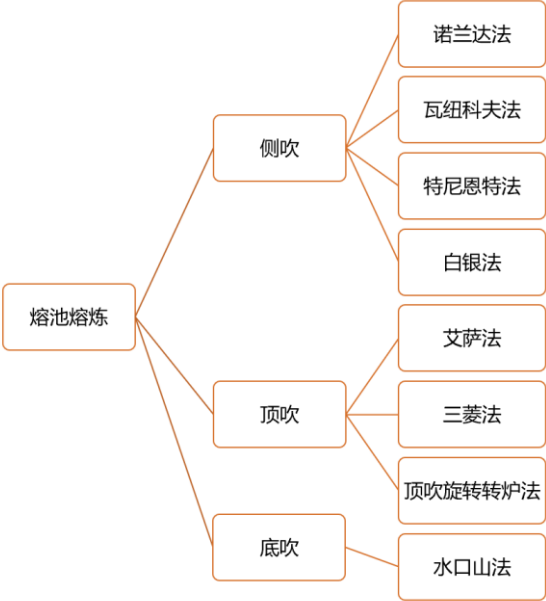 熔池熔炼
侧吹
诺兰达法
瓦纽科夫法
特尼恩特法
白银法
顶吹
艾萨法
三菱法
顶吹旋转转炉法
底吹
水口山法